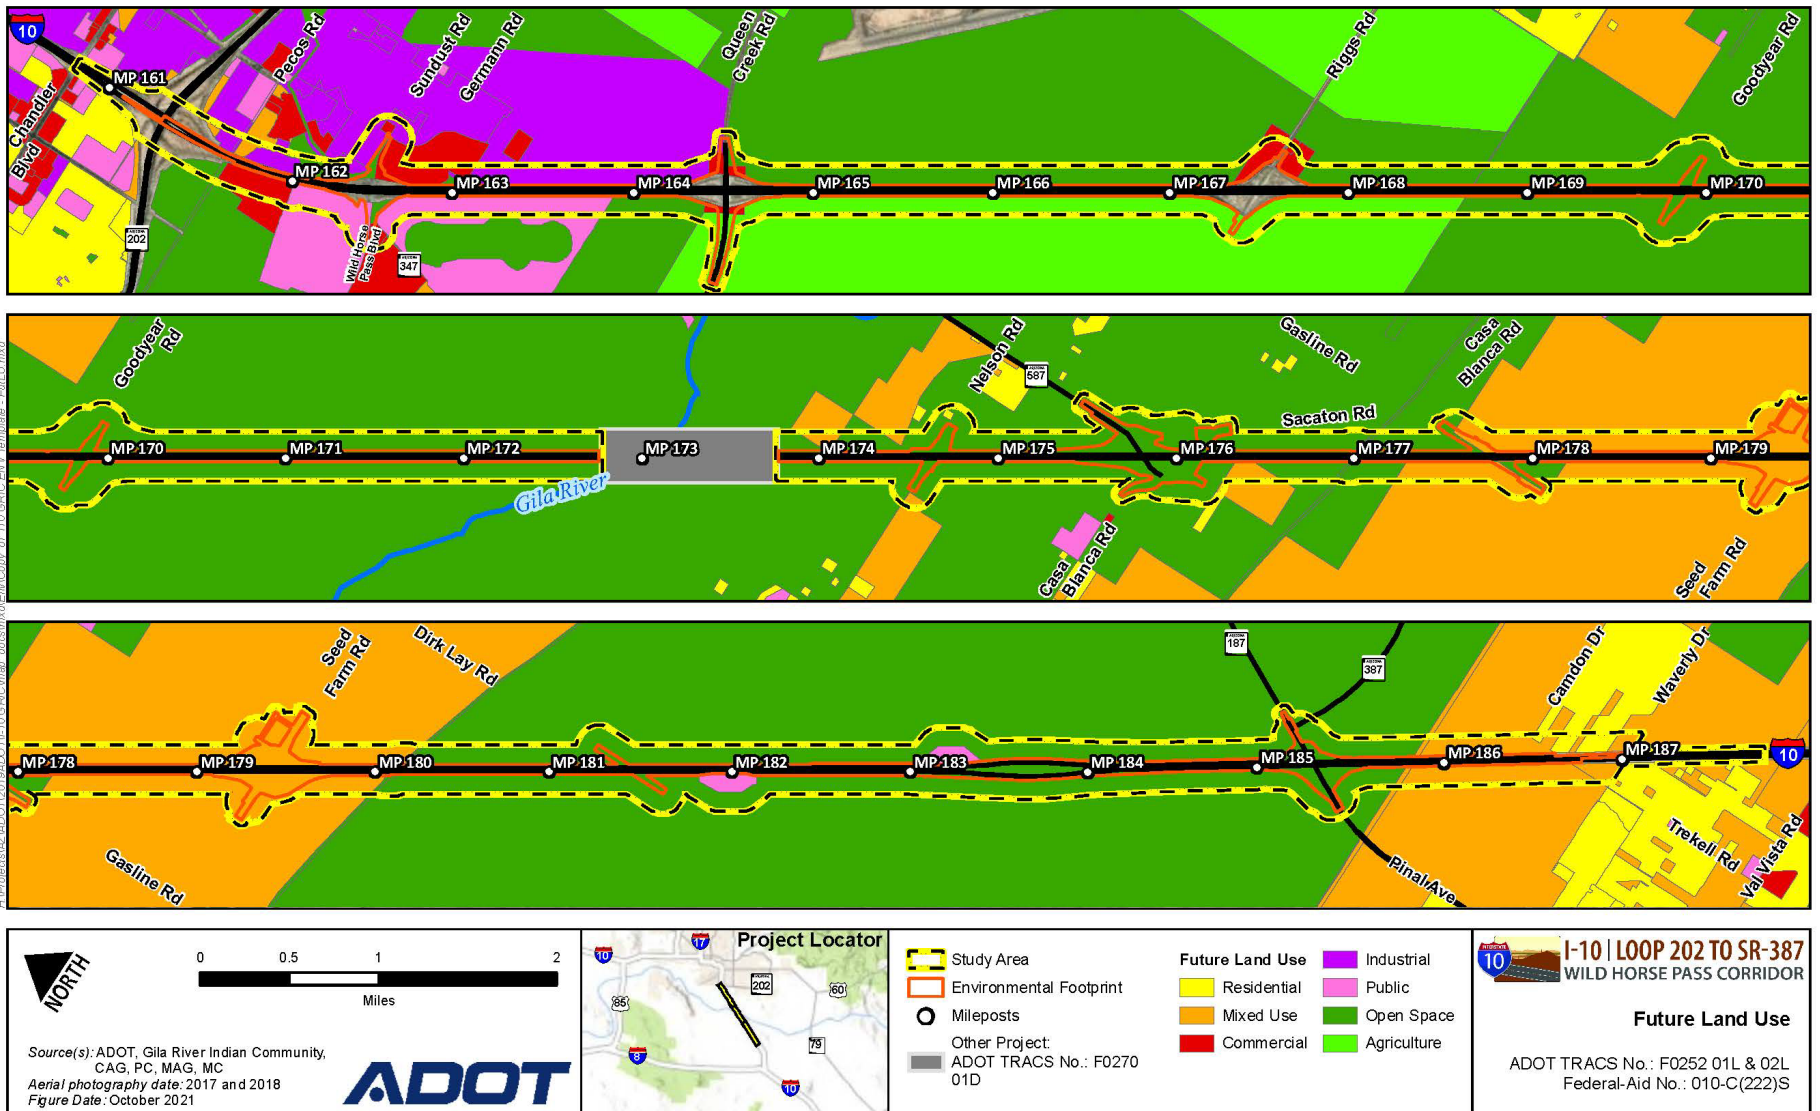 10
MP 161
Chandler
Blvd
202
Pecos Rd
MP 162
Sundust Rd
Germann Rd
Wild Horse
Pass Blvd
347
MP 163
MP 164
Queen
Creek Rd
MP 165
MP 166
MP 167
Riggs Rd
MP 168
MP 169
MP 170
Goodyear Rd
Goodyear
Rd
MP 170
MP 171
MP 172
Gila River
MP 173
MP 174
Nelson Rd
587
MP 175
Casa
Blanca Rd
MP 176
Gasline Rd
Sacaton Rd
MP 177
Casa
Blanca Rd
MP 178
MP 179
Seed
Farm Rd
MP 178
Gasline Rd
MP 179
Seed
Farm Rd
MP 180
Dirk Lay Rd
MP 181
MP 182
MP 183
MP 184
187
387
MP 185
Pinal Ave
MP 186
Camdon Dr
Waverly Dr
MP 187
10
Trekell Rd
Val Vista Rd
NORTH
0 0.5 1 2
Miles
Source(s): ADOT, Gila River Indian Community,
CAG, PC, MAG, MC
Aerial photography date: 2017 and 2018
Figure Date: October 2021
ADOT
Project Locator
17
10
202
60
85
79
8
10
Study Area
Environmental Footprint
Mileposts
Other Project:
ADOT TRACS No.: F0270
01D
Future Land Use
Residential
Mixed Use
Commercial
Industrial
Public
Open Space
Agriculture
INTERSTATE
10
I-10 | LOOP 202 TO SR-387
WILD HORSE PASS CORRIDOR
Future Land Use
ADOT TRACS No.: F0252 01L & 02L
Federal-Aid No.: 010-C(222)S